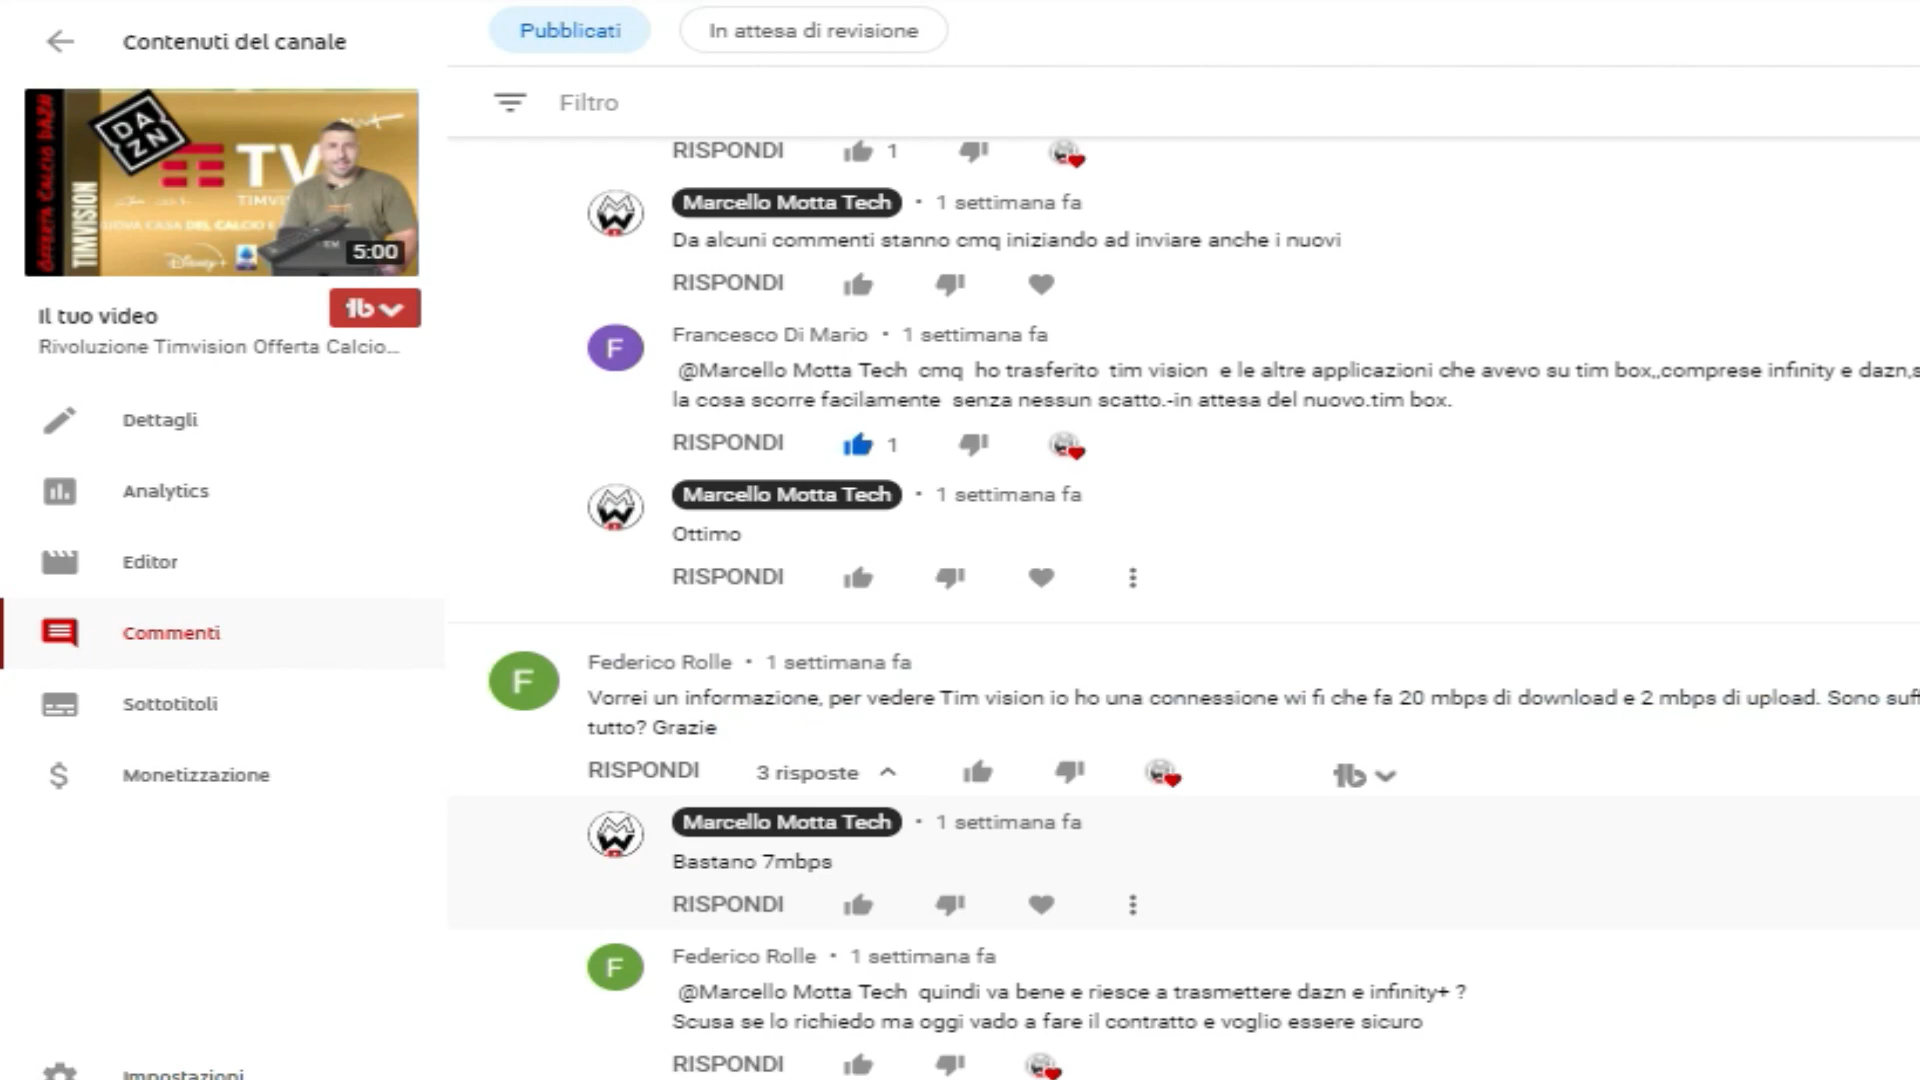 Contenuti del canale
Pubblicati
In attesa di revisione
Filtro
OFFERTA CALCIO DAZN
TIMVISION
DAZN
TV
DISNEY+
5:00
Il tuo video
Rivoluzione Timvision Offerta Calcio...
Dettagli
Analytics
Editor
Commenti
Sottotitoli
Monetizzazione
Impostazioni
RISPONDI 1
Marcello Motta Tech • 1 settimana fa
Da alcuni commenti stanno cmq iniziando ad inviare anche i nuovi
RISPONDI
F
Francesco Di Mario • 1 settimana fa
@Marcello Motta Tech cmq ho trasferito tim vision e le altre applicazioni che avevo su tim box,,comprese infinity e dazn,s
la cosa scorre facilamente senza nessun scatto.-in attesa del nuovo.tim box.
RISPONDI 1
Marcello Motta Tech • 1 settimana fa
Ottimo
RISPONDI
F
Federico Rolle • 1 settimana fa
Vorrei un informazione, per vedere Tim vision io ho una connessione wi fi che fa 20 mbps di download e 2 mbps di upload. Sono suff
tutto? Grazie
RISPONDI 3 risposte
Marcello Motta Tech • 1 settimana fa
Bastano 7mbps
RISPONDI
F
Federico Rolle • 1 settimana fa
@Marcello Motta Tech quindi va bene e riesce a trasmettere dazn e infinity+ ?
Scusa se lo richiedo ma oggi vado a fare il contratto e voglio essere sicuro
RISPONDI